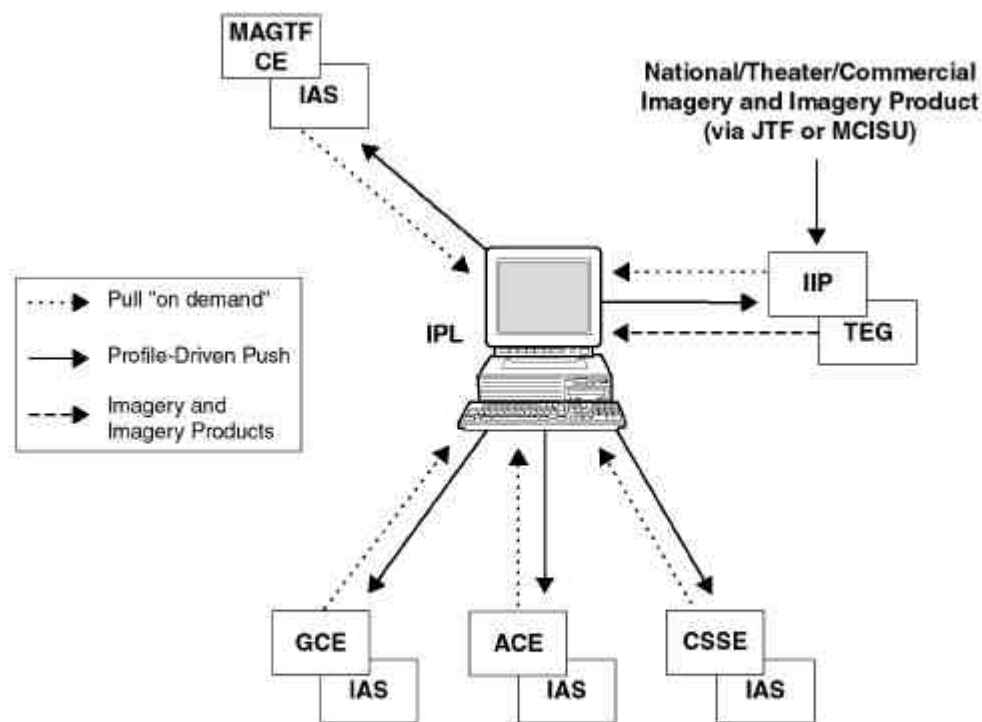 MAGTF
CE
IAS
National/Theater/Commercial
Imagery and Imagery Product
(via JTF or MCISU)
IIP
TEG
Pull "on demand"
Profile-Driven Push
Imagery and
Imagery Products
IPL
GCE
IAS
ACE
IAS
CSSE
IAS